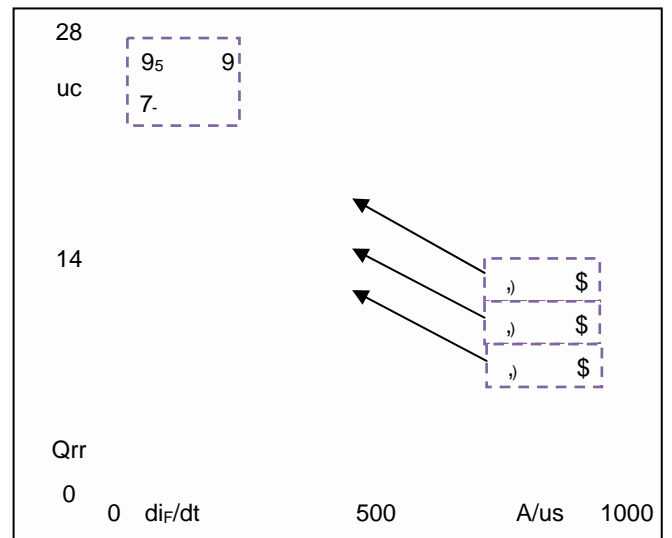 28
9₅ 9
uc
7-
14
,) $
,) $
,) $
Qrr
0
0 diF/dt 500 A/us 1000